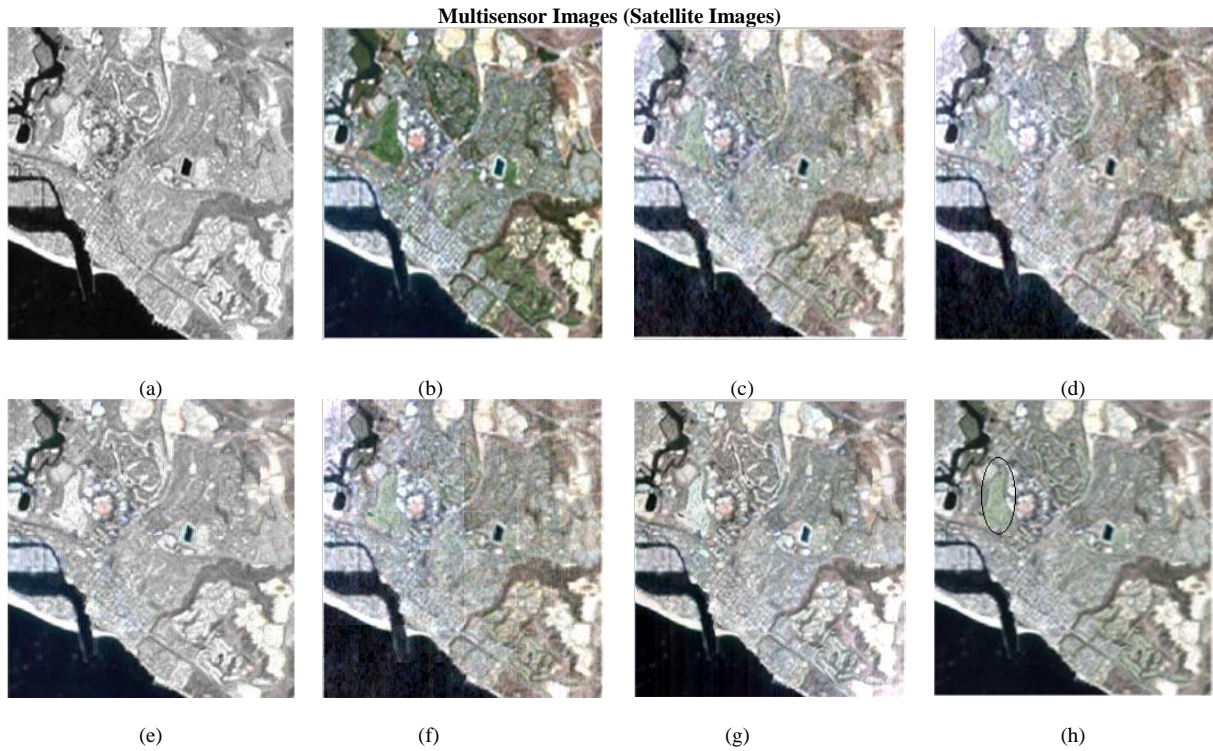 Multisensor Images (Satellite Images)
(a) (b) (c) (d)
(e) (f) (g) (h)